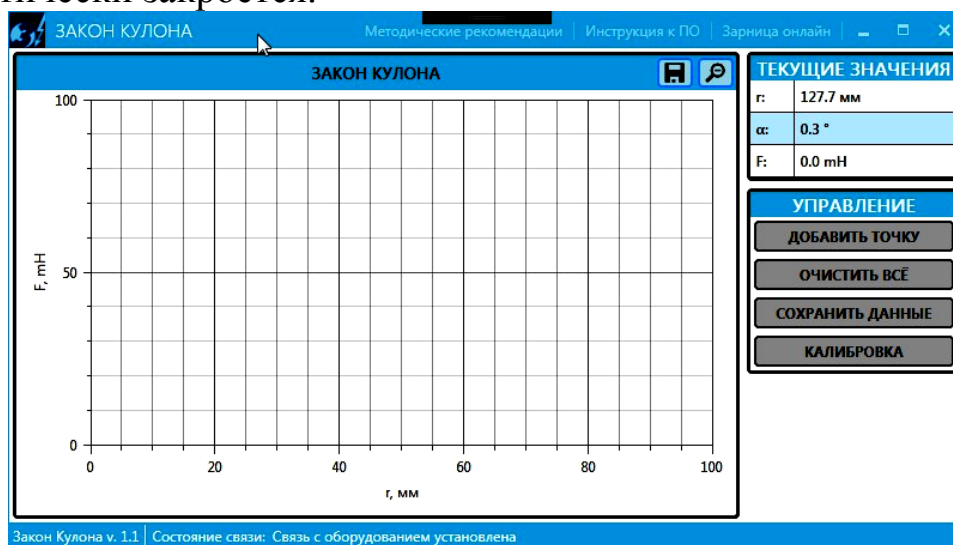 тически закроется.
ЗАКОН КУЛОНА
Методические рекомендации Инструкция к ПО Зарница онлайн
ЗАКОН КУЛОНА
ТЕКУЩИЕ ЗНАЧЕНИЯ
r: 127.7 мм
α: 0.3 °
F: 0.0 mH
УПРАВЛЕНИЕ
ДОБАВИТЬ ТОЧКУ
ОЧИСТИТЬ ВСЁ
СОХРАНИТЬ ДАННЫЕ
КАЛИБРОВКА
100
50
0
F, mH
0 20 40 60 80 100
r, мм
Закон Кулона v. 1.1 Состояние связи: Связь с оборудованием установлена